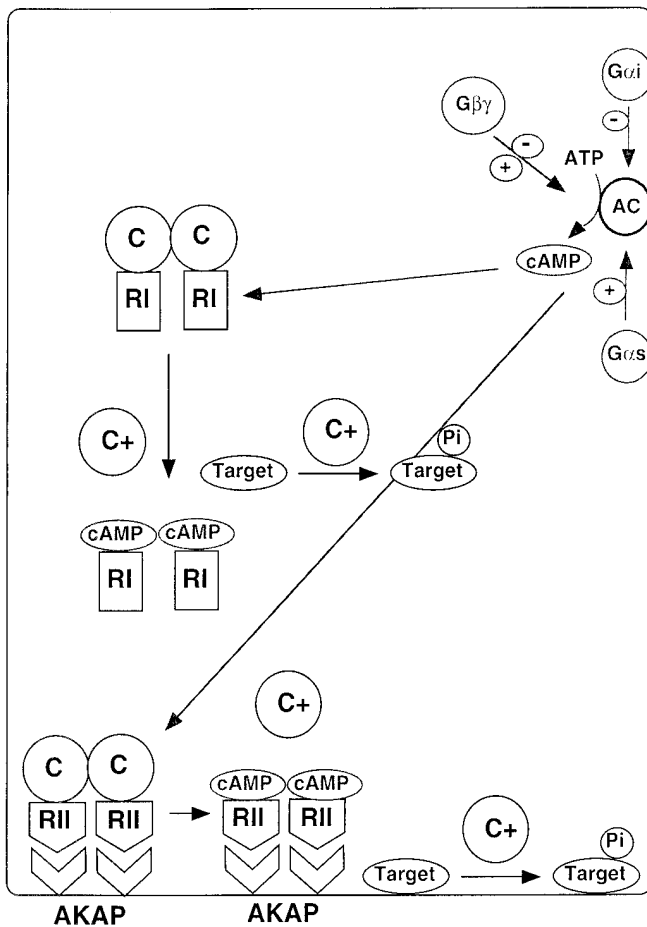 Gαi
Gβγ
-
-
+
ATP
AC
C C
cAMP
RI RI
+
Gαs
C+
C+
Pi
Target
Target
cAMP cAMP
RI RI
C+
C C
cAMP cAMP
RII RII
RII RII
C+
Pi
Target
Target
AKAP
AKAP